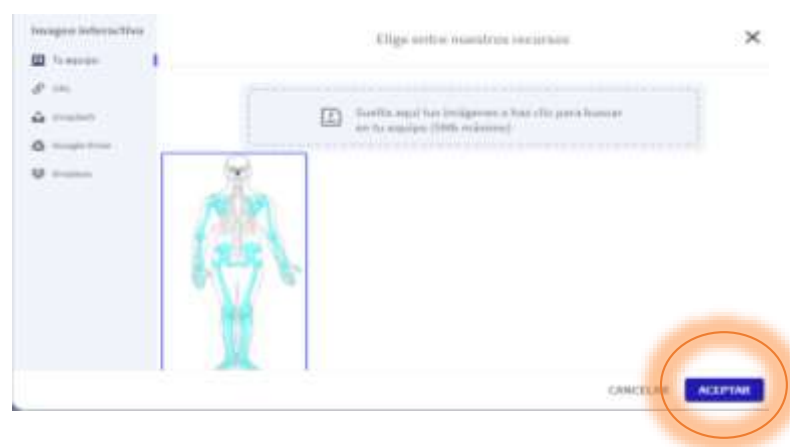 Imagen interactiva
Elige entre nuestros recursos
Tu equipo
URL
Unsplash
Google Drive
Dropbox
Suelta aquí tus imágenes o haz clic para buscar
en tu equipo (5Mb máximo)
CANCELAR
ACEPTAR